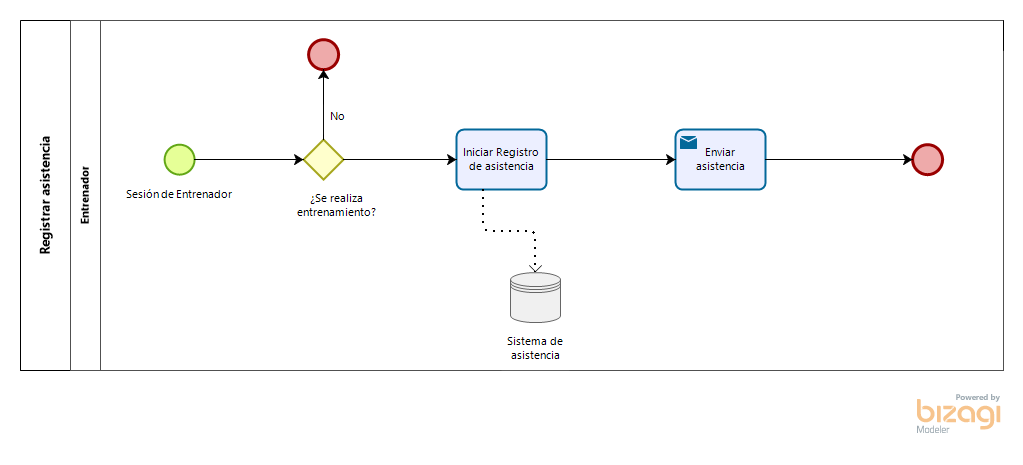 Registrar asistencia
Entrenador
Sesión de Entrenador
No
¿Se realiza
entrenamiento?
Iniciar Registro
de asistencia
Enviar
asistencia
Sistema de
asistencia
Powered by
bizagi
Modeler